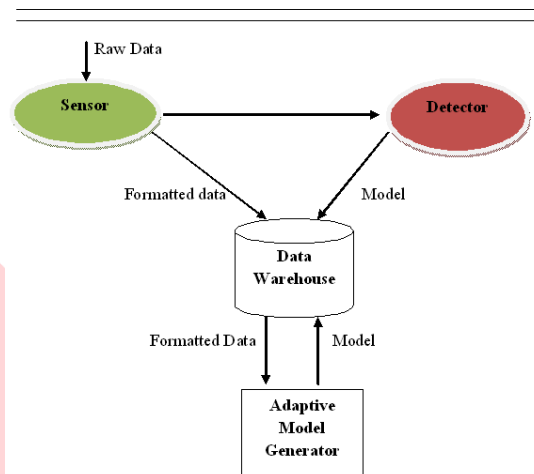 Raw Data
Sensor
Detector
Formatted data
Model
Data
Warehouse
Formatted Data
Model
Adaptive
Model
Generator